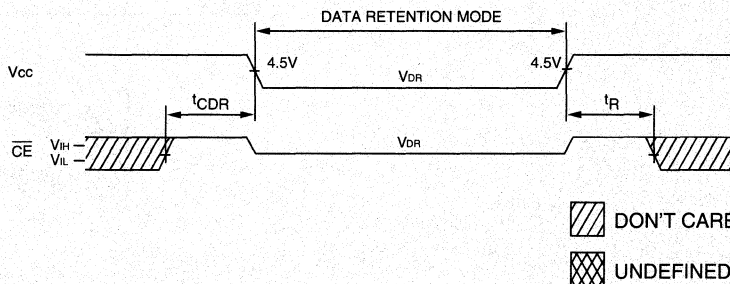 DATA RETENTION MODE
Vcc
4.5V
VDR
4.5V
tCDR
tR
CE
VIH
VIL
VDR
DON'T CARE
UNDEFINED